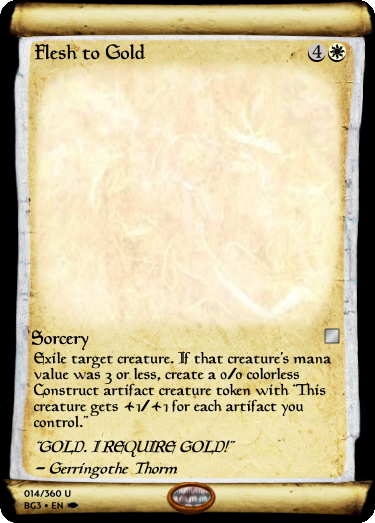 Flesh to Gold 4
Sorcery
Exile target creature. If that creature's mana
value was 3 or less, create a 0/0 colorless
Construct artifact creature token with "This
creature gets +1/+1 for each artifact you
control."
"GOLD. I REQUIRE GOLD!"
– Gerringothe Thorm
014/360 U
BG3 • EN